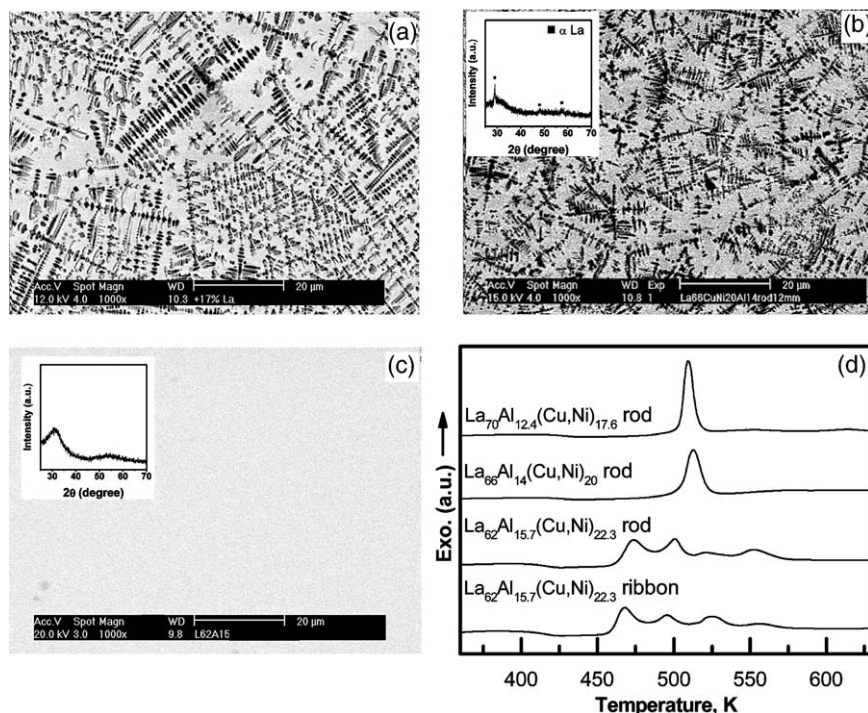 (a)
Acc.V Spot Magn WD 20 µm
12.0 kV 4.0 1000x 10.3 +17% La
(b)
■ α La
Intensity (a.u.)
30 40 50 60 70
2θ (degree)
Acc.V Spot Magn WD Exp 20 µm
15.0 kV 4.0 1000x 10.8 1 La66CuNi20Al14rod12mm
(c)
Intensity (a.u.)
30 40 50 60 70
2θ (degree)
Acc.V Spot Magn WD 20 µm
20.0 kV 3.0 1000x 9.8 L62A15
(d)
Exo. (a.u.)
La₇₀Al₁₂.₄(Cu,Ni)₁₇.₆ rod
La₆₆Al₁₄(Cu,Ni)₂₀ rod
La₆₂Al₁₅.₇(Cu,Ni)₂₂.₃ rod
La₆₂Al₁₅.₇(Cu,Ni)₂₂.₃ ribbon
400 450 500 550 600
Temperature, K